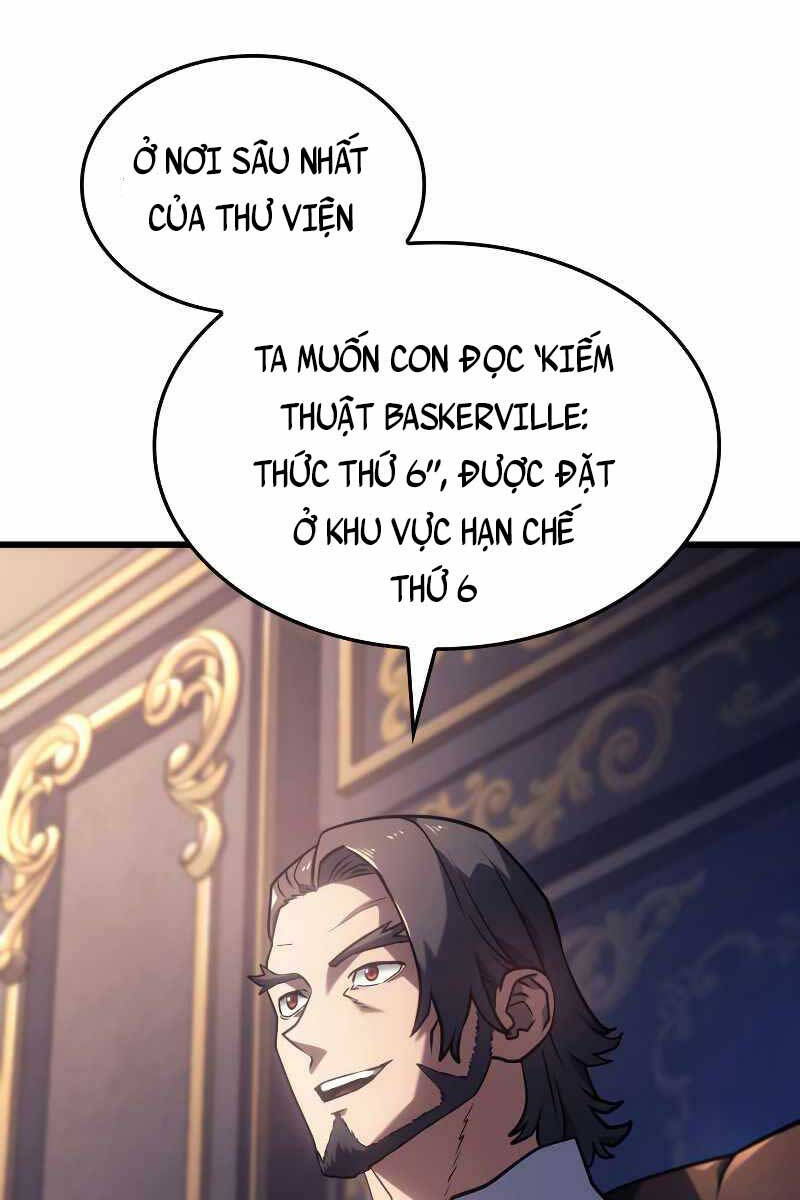 Ở NƠI SÂU NHẤT
CỦA THƯ VIỆN
TA MUỐN CON ĐỌC 'KIẾM
THUẬT BASKERVILLE:
THỨC THỨ 6", ĐƯỢC ĐẶT
Ở KHU VỰC HẠN CHẾ
THỨ 6